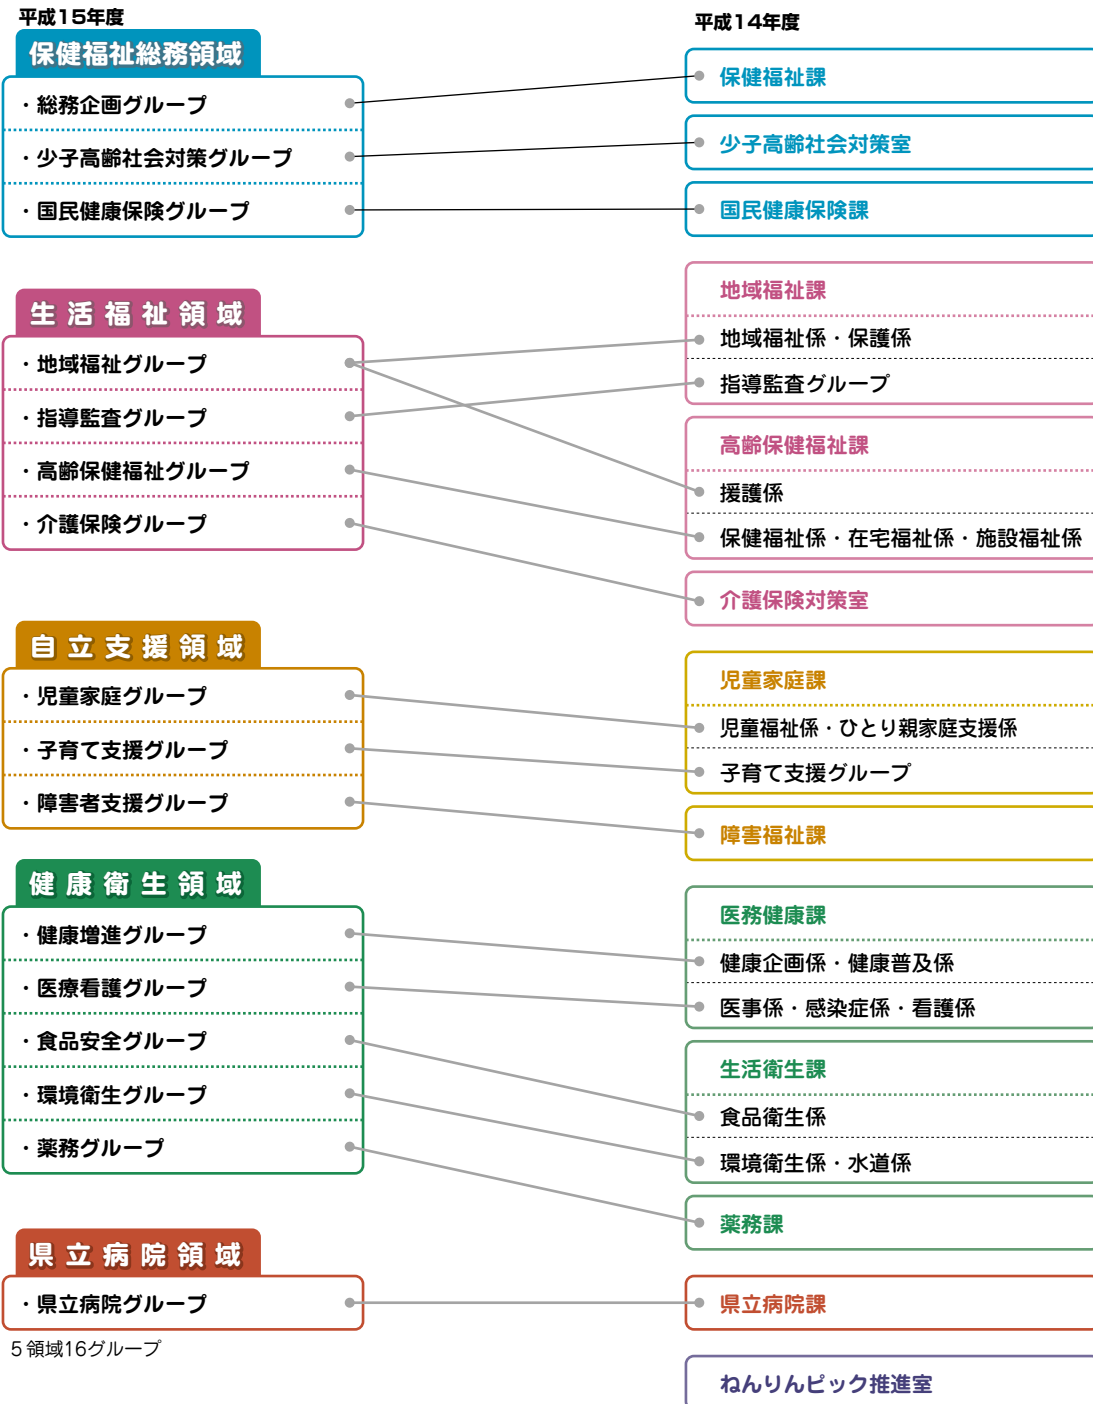 平成15年度
保健福祉総務領域
・総務企画グループ
・少子高齢社会対策グループ
・国民健康保険グループ
生活福祉領域
・地域福祉グループ
・指導監査グループ
・高齢保健福祉グループ
・介護保険グループ
自立支援領域
・児童家庭グループ
・子育て支援グループ
・障害者支援グループ
健康衛生領域
・健康増進グループ
・医療看護グループ
・食品安全グループ
・環境衛生グループ
・薬務グループ
県立病院領域
・県立病院グループ
5領域16グループ
平成14年度
保健福祉課
少子高齢社会対策室
国民健康保険課
地域福祉課
地域福祉係・保護係
指導監査グループ
高齢保健福祉課
援護係
保健福祉係・在宅福祉係・施設福祉係
介護保険対策室
児童家庭課
児童福祉係・ひとり親家庭支援係
子育て支援グループ
障害福祉課
医務健康課
健康企画係・健康普及係
医事係・感染症係・看護係
生活衛生課
食品衛生係
環境衛生係・水道係
薬務課
県立病院課
ねんりんピック推進室